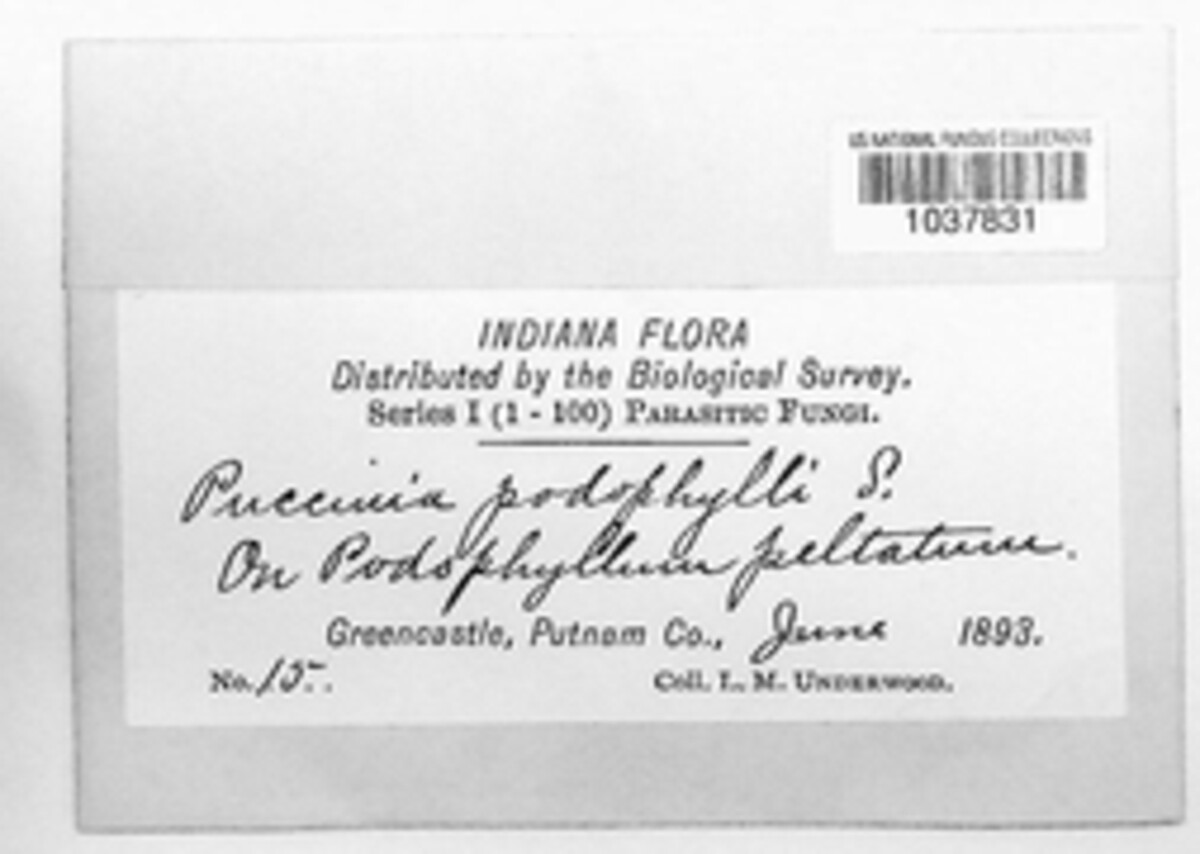 US NATIONAL FUNGUS COLLECTIONS
1037831
INDIANA FLORA
Distributed by the Biological Survey.
Series I (1 - 100) PARASITIC FUNGI.
Puccinia podophylli S.
On Podophyllum peltatum.
Greencastle, Putnam Co., June 1893.
No. 15.
Coll. L. M. UNDERWOOD.